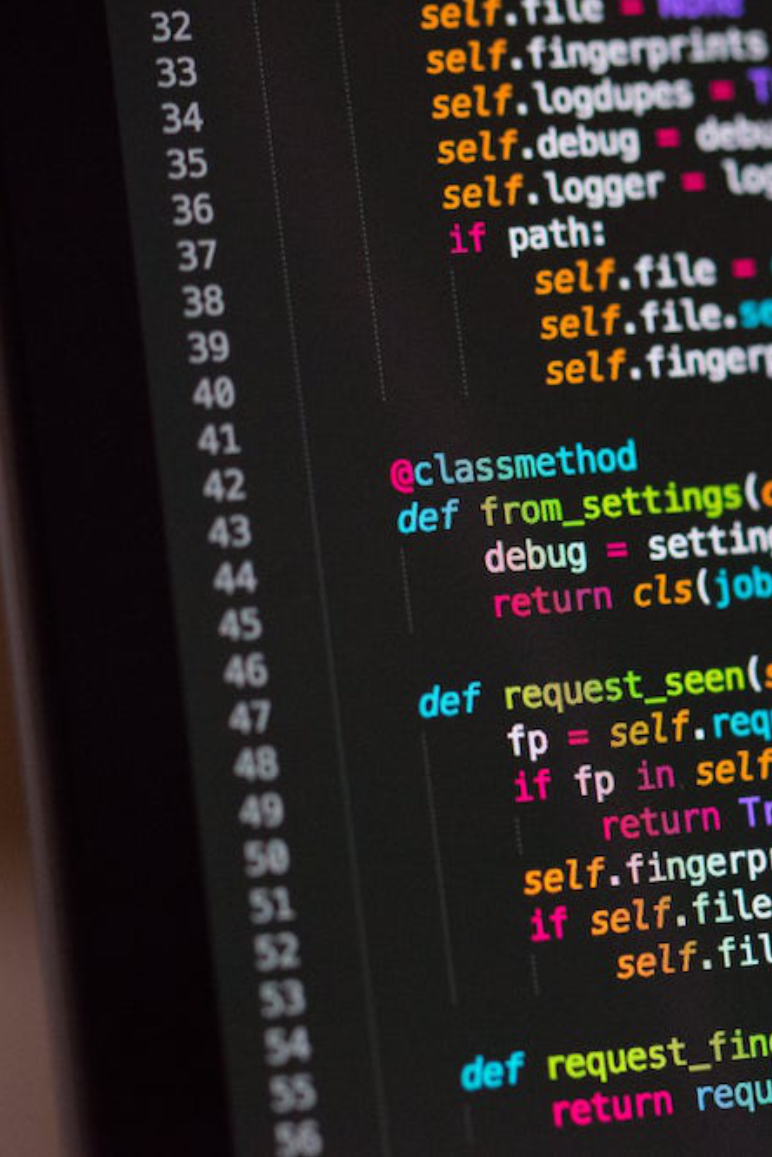 32 self.file = None
33 self.fingerprints
34 self.logdupes = T
35 self.debug = debu
36 self.logger = log
37 if path:
38 self.file =
39 self.file.se
40 self.fingerp
41
42 @classmethod
43 def from_settings(c
44 debug = setting
45 return cls(job
46
47 def request_seen(s
48 fp = self.req
49 if fp in self
50 return Tr
51 self.fingerp
52 if self.file
53 self.fil
54
55 def request_fin
56 return requ